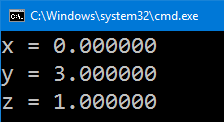 C:\Windows\system32\cmd.exe
x = 0.000000
y = 3.000000
z = 1.000000